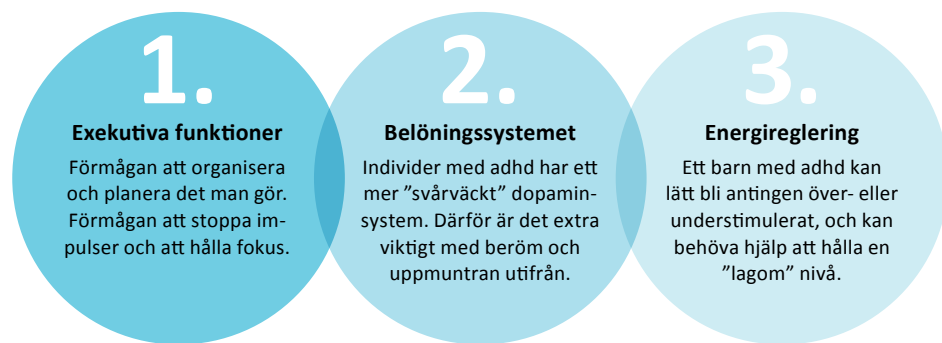 1.
Exekutiva funktioner
Förmågan att organisera
och planera det man gör.
Förmågan att stoppa im-
pulser och att hålla fokus.
2.
Belöningssystemet
Individer med adhd har ett
mer ”svårväckt” dopamin-
system. Därför är det extra
viktigt med beröm och
uppmuntran utifrån.
3.
Energireglering
Ett barn med adhd kan
lätt bli antingen över- eller
understimulerat, och kan
behöva hjälp att hålla en
”lagom” nivå.